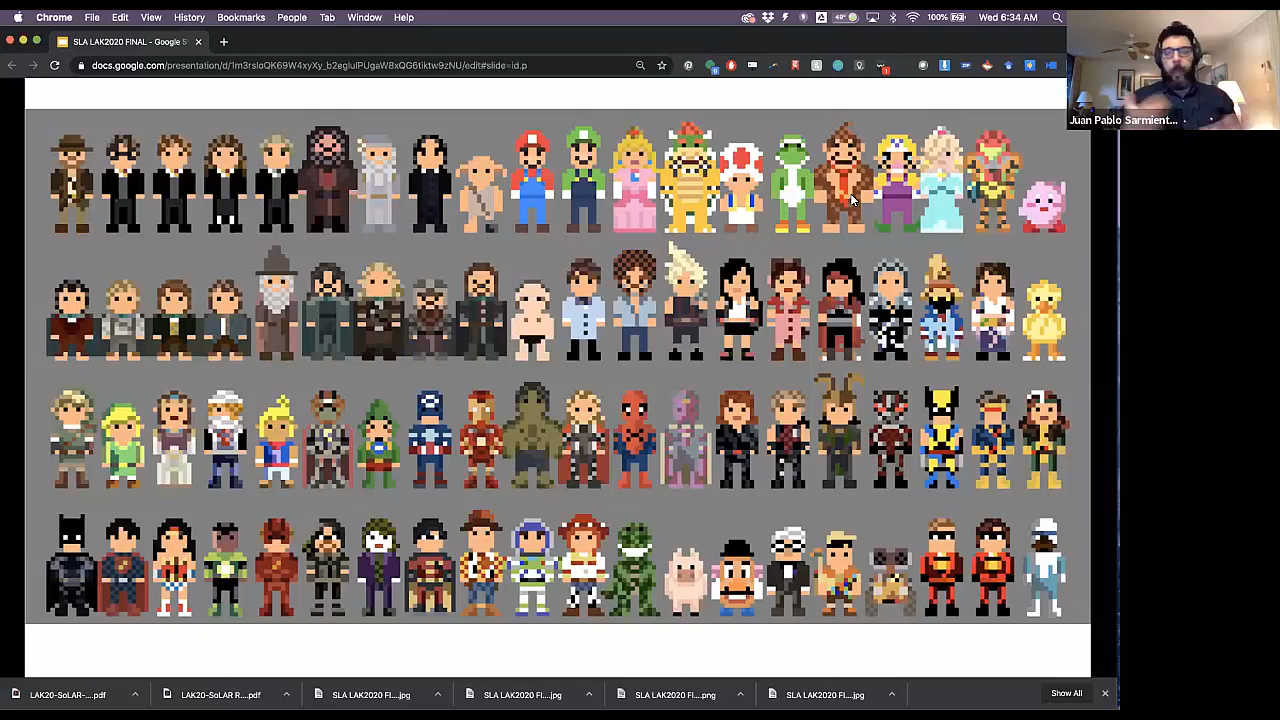 Chrome File Edit View History Bookmarks People Tab Window Help
49° 100% Wed 6:34 AM
SLA LAK2020 FINAL - Google S
docs.google.com/presentation/d/
edit#slide=id.p
Juan Pablo Sarmient...
LAK20-SoLAR-....pdf
LAK20-SoLAR R....pdf
SLA LAK2020 FI....jpg
SLA LAK2020 FI....jpg
SLA LAK2020 FI....png
SLA LAK2020 FI....jpg
Show All